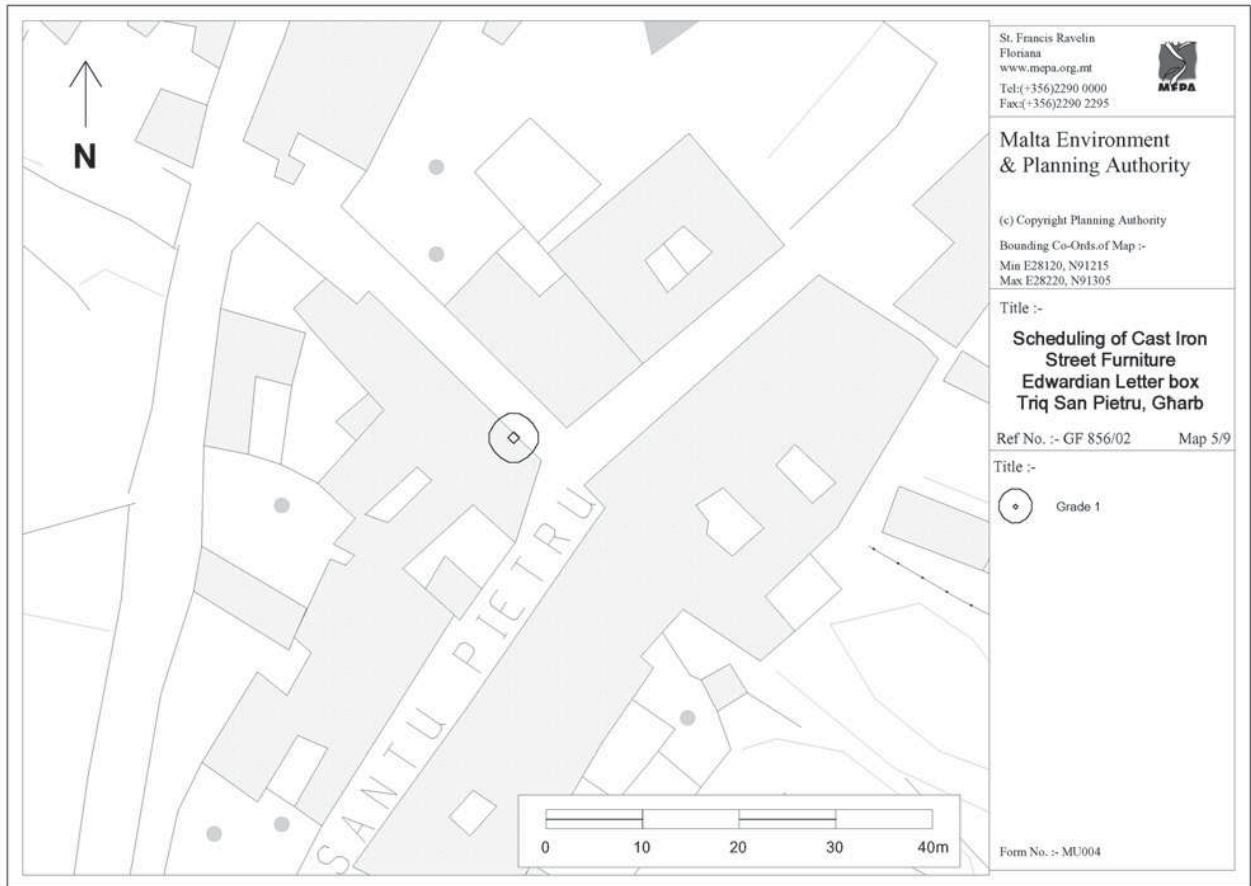 N
SANTU PIETRU
0 10 20 30 40m
St. Francis Ravelin
Floriana
www.mepa.org.mt
Tel:(+356)2290 0000
Fax:(+356)2290 2295
MEPA
Malta Environment
& Planning Authority
(c) Copyright Planning Authority
Bounding Co-Ords.of Map :-
Min E28120, N91215
Max E28220, N91305
Title :-
Scheduling of Cast Iron
Street Furniture
Edwardian Letter box
Triq San Pietru, Għarb
Ref No. :- GF 856/02 Map 5/9
Title :-
Grade 1
Form No. :- MU004